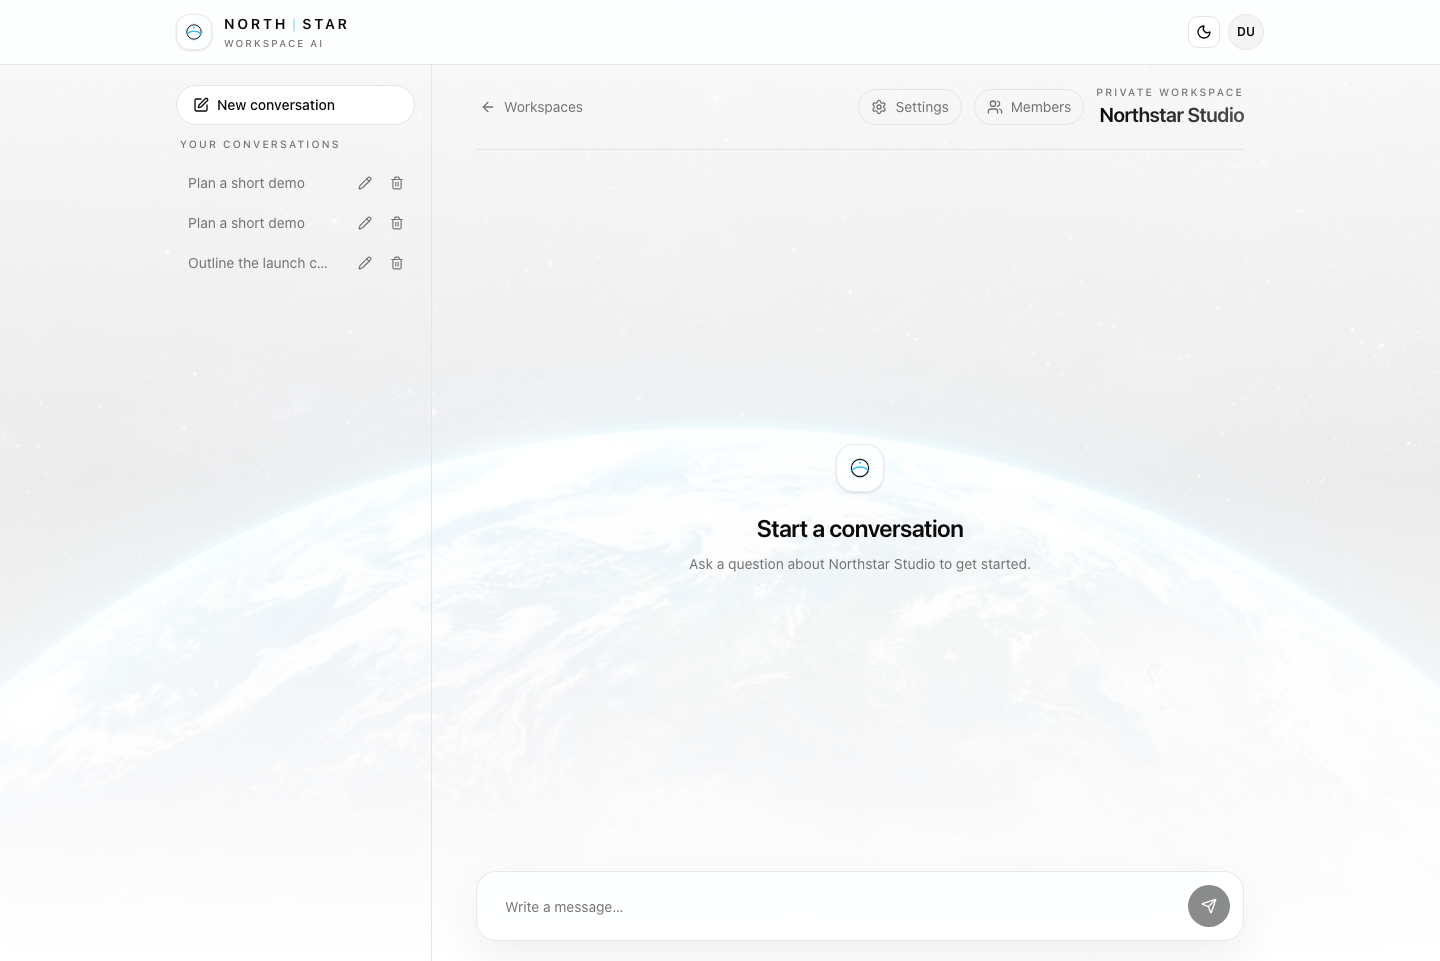 NORTH | STAR
WORKSPACE AI
DU
New conversation
YOUR CONVERSATIONS
Plan a short demo
Plan a short demo
Outline the launch c...
Workspaces
Settings
Members
PRIVATE WORKSPACE
Northstar Studio
Start a conversation
Ask a question about Northstar Studio to get started.
Write a message...